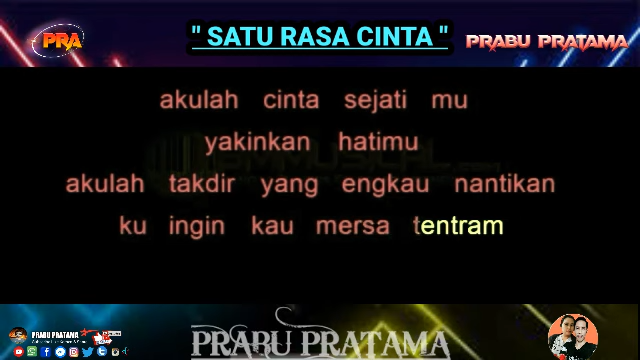 PRA
" SATU RASA CINTA "
PRABU PRATAMA
akulah cinta sejati mu
yakinkan hatimu
akulah takdir yang engkau nantikan
ku ingin kau mersa tentram
PRABU PRATAMA
PRABU PRATAMA